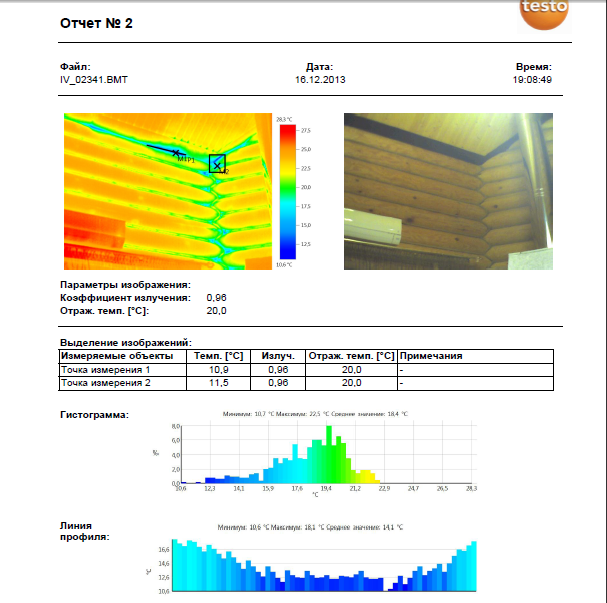 testo
Отчет № 2
Файл: Дата: Время:
IV_02341.BMT 16.12.2013 19:08:49
28,3 °C
27,5
25,0
22,5
20,0
17,5
15,0
12,5
10,6 °C
M1 P1
M2
Параметры изображения:
Коэффициент излучения: 0,96
Отраж. темп. [°C]: 20,0
Выделение изображений:
Измеряемые объекты Темп. [°C] Излуч. Отраж. темп. [°C] Примечания
Точка измерения 1 10,9 0,96 20,0 -
Точка измерения 2 11,5 0,96 20,0 -
Гистограмма:
Минимум: 10,7 °C Максимум: 22,5 °C Среднее значение: 18,4 °C
8,0
6,0
4,0
2,0
0,0
%
10,6 12,3 14,1 15,9 17,6 19,4 21,2 22,9 24,7 26,5 28,3
°C
Линия
профиля:
Минимум: 10,6 °C Максимум: 18,1 °C Среднее значение: 14,1 °C
16,6
14,6
12,6
10,6
°C